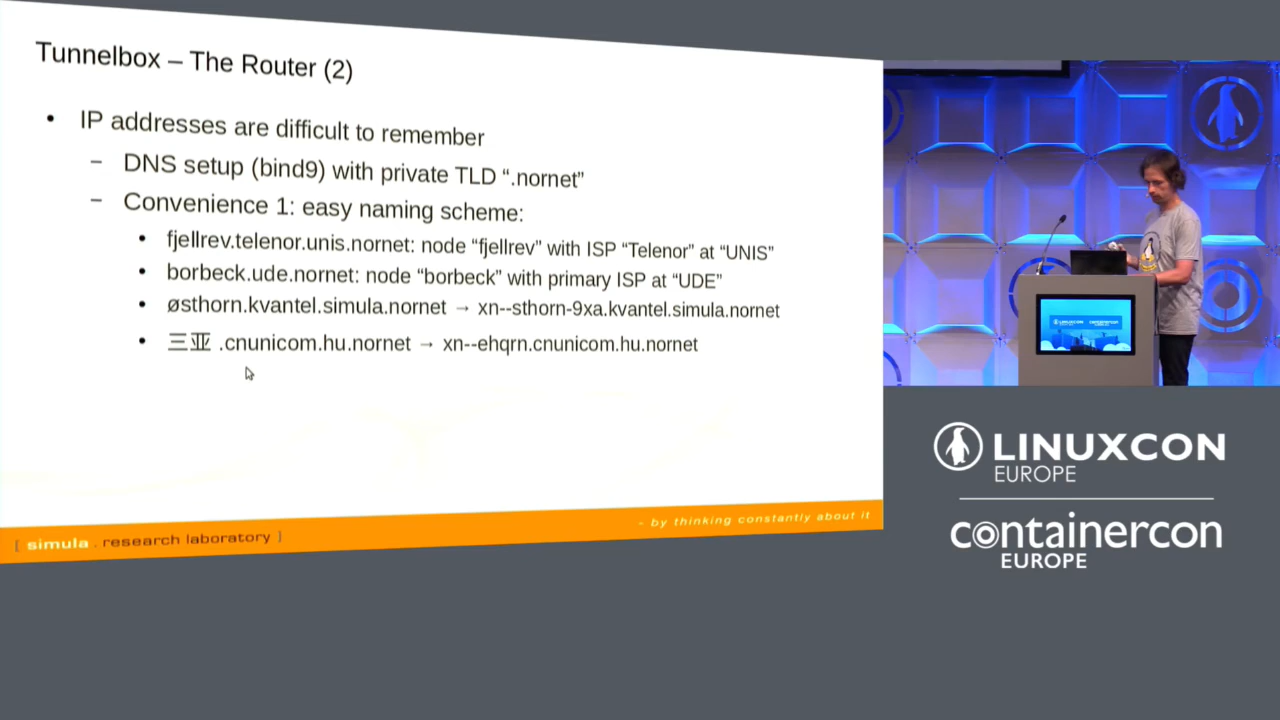 Tunnelbox – The Router (2)
• IP addresses are difficult to remember
– DNS setup (bind9) with private TLD “.nornet”
– Convenience 1: easy naming scheme:
• fjellrev.telenor.unis.nornet: node “fjellrev” with ISP “Telenor” at “UNIS”
• borbeck.ude.nornet: node “borbeck” with primary ISP at “UDE”
• østhorn.kvantel.simula.nornet → xn--sthorn-9xa.kvantel.simula.nornet
• 三亚 .cnunicom.hu.nornet → xn--ehqrn.cnunicom.hu.nornet
[ simula . research laboratory ]
- by thinking constantly about it
LINUXCON
EUROPE
containercon
EUROPE